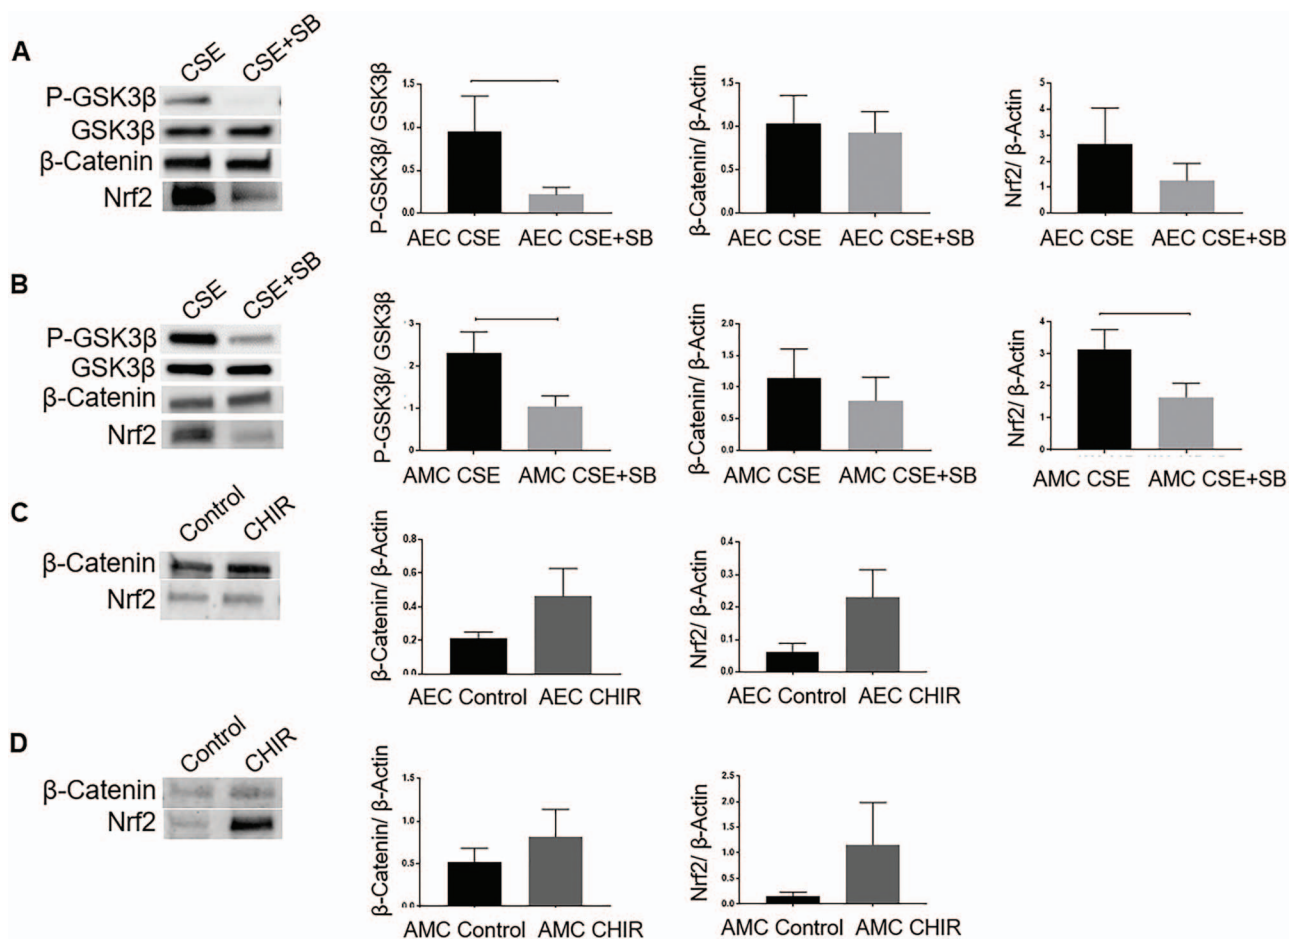 A
CSE CSE+SB
P-GSK3β
GSK3β
β-Catenin
Nrf2
P-GSK3β/ GSK3β
1.5
1.0
0.5
0.0
AEC CSE AEC CSE+SB
β-Catenin/ β-Actin
1.5
1.0
0.5
0.0
AEC CSE AEC CSE+SB
Nrf2/ β-Actin
5
4
3
2
1
0
AEC CSE AEC CSE+SB
B
CSE CSE+SB
P-GSK3β
GSK3β
β-Catenin
Nrf2
P-GSK3β/ GSK3β
3
2
1
0
AMC CSE AMC CSE+SB
β-Catenin/ β-Actin
2.0
1.5
1.0
0.5
0.0
AMC CSE AMC CSE+SB
Nrf2/ β-Actin
4
3
2
1
0
AMC CSE AMC CSE+SB
C
Control CHIR
β-Catenin
Nrf2
β-Catenin/ β-Actin
0.8
0.6
0.4
0.2
0.0
AEC Control AEC CHIR
Nrf2/ β-Actin
0.4
0.3
0.2
0.1
0.0
AEC Control AEC CHIR
D
Control CHIR
β-Catenin
Nrf2
β-Catenin/ β-Actin
1.5
1.0
0.5
0.0
AMC Control AMC CHIR
Nrf2/ β-Actin
2.5
2.0
1.5
1.0
0.5
0.0
AMC Control AMC CHIR